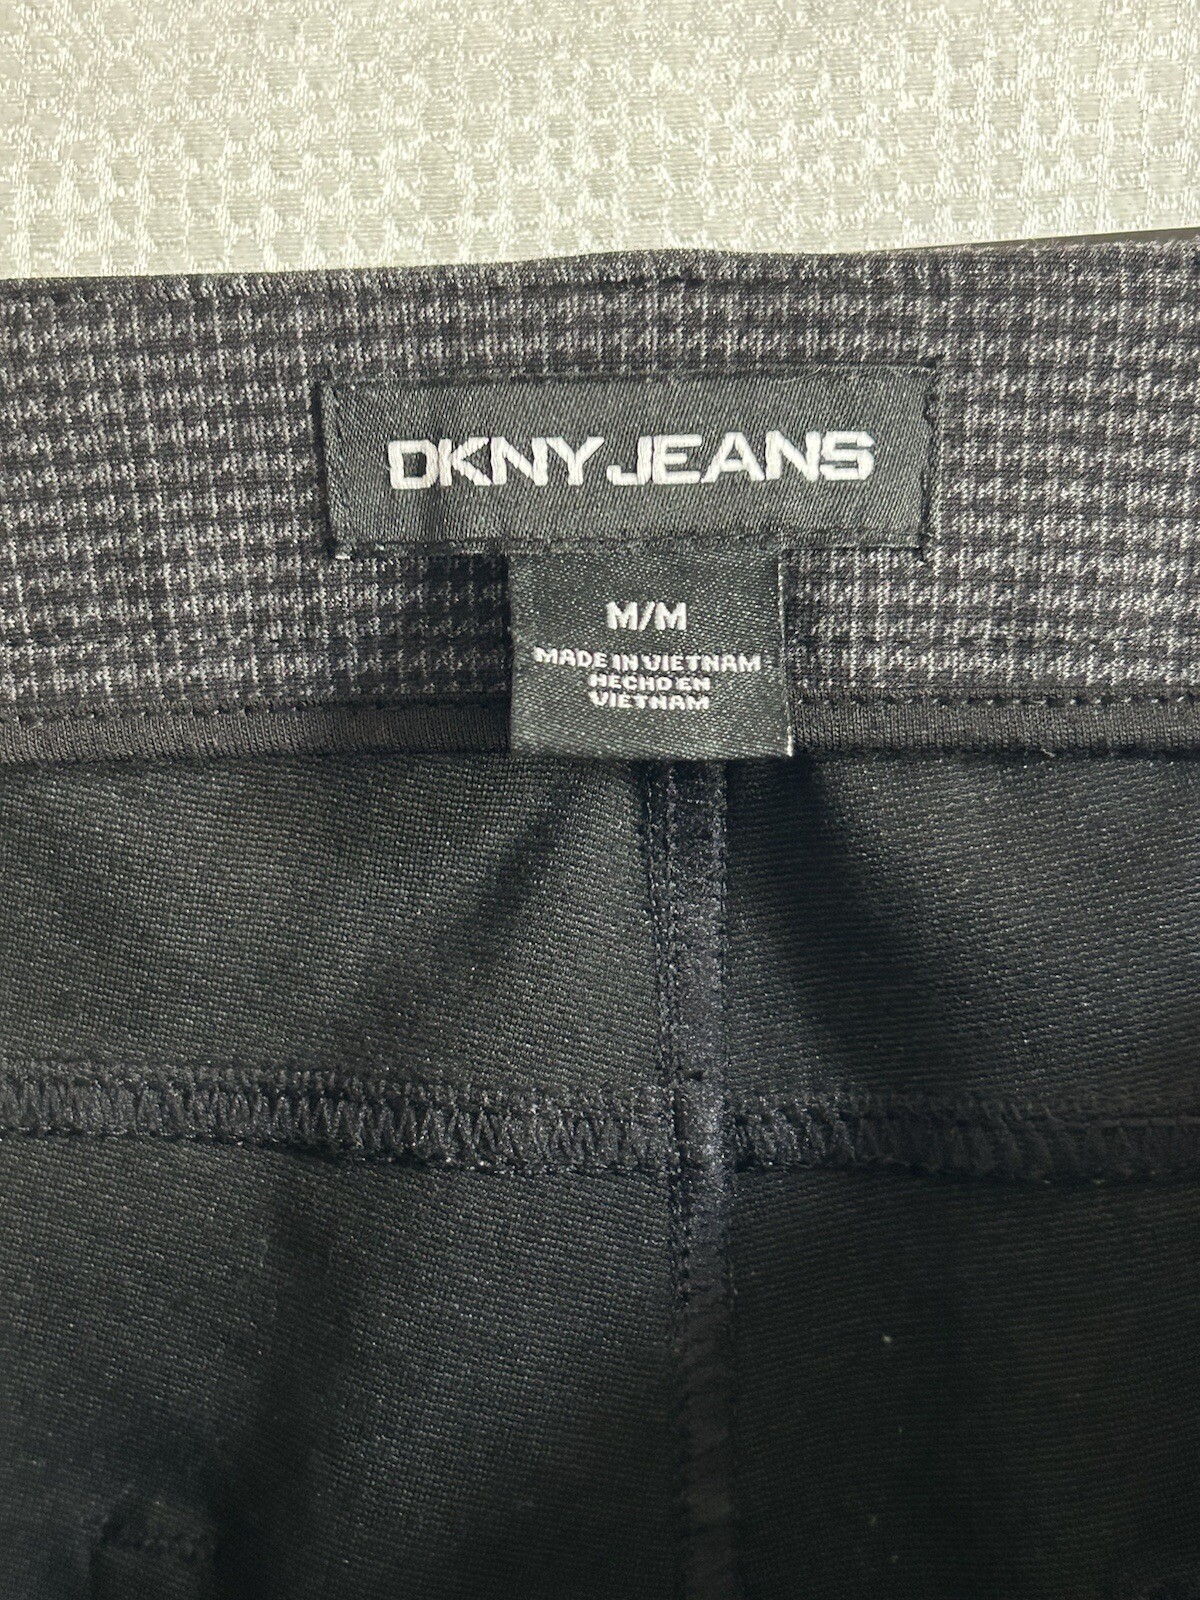 DKNY JEANS
M/M
MADE IN VIETNAM
HECHO EN
VIETNAM